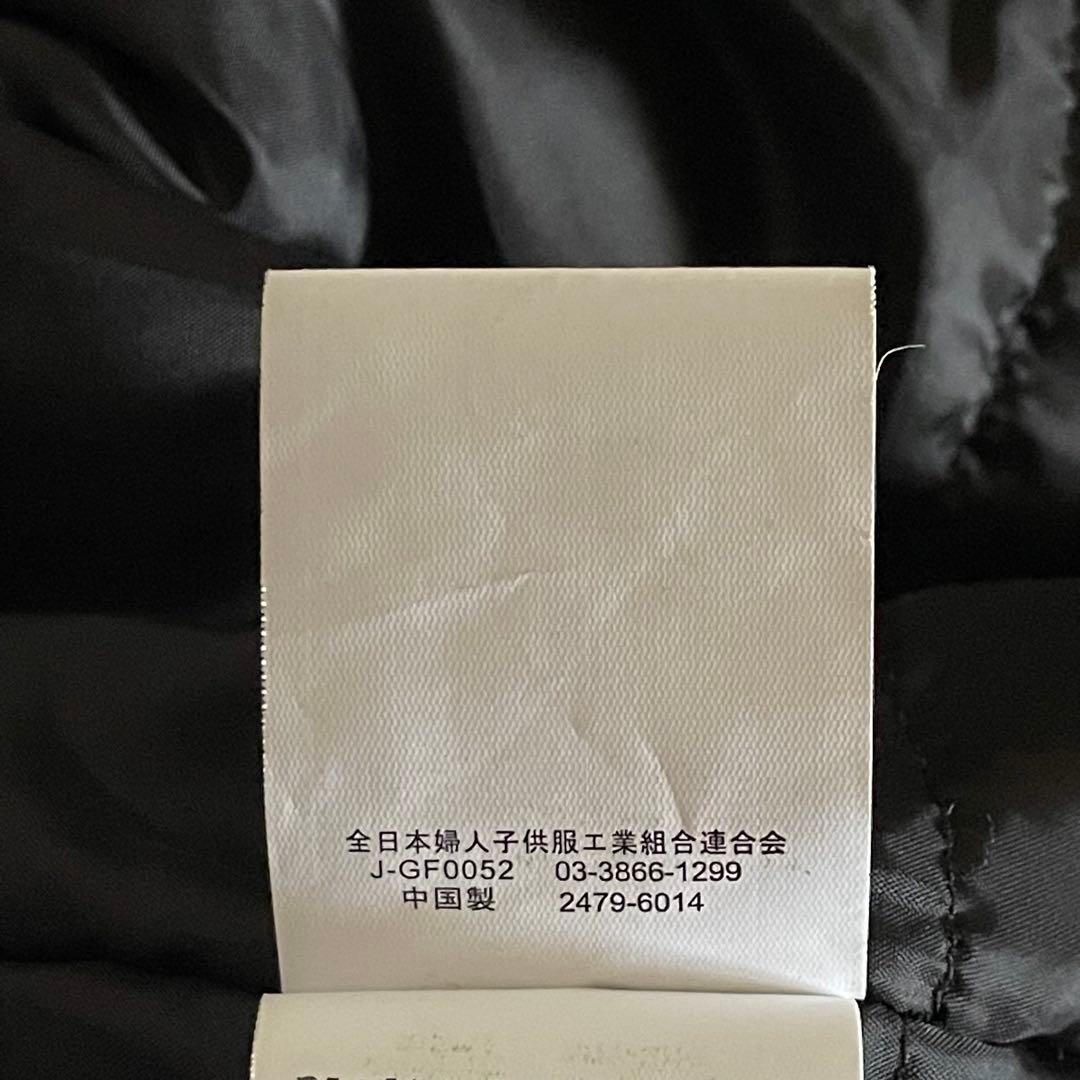 全日本婦人子供服工業組合連合会
J-GF0052 03-3866-1299
中国製 2479-6014